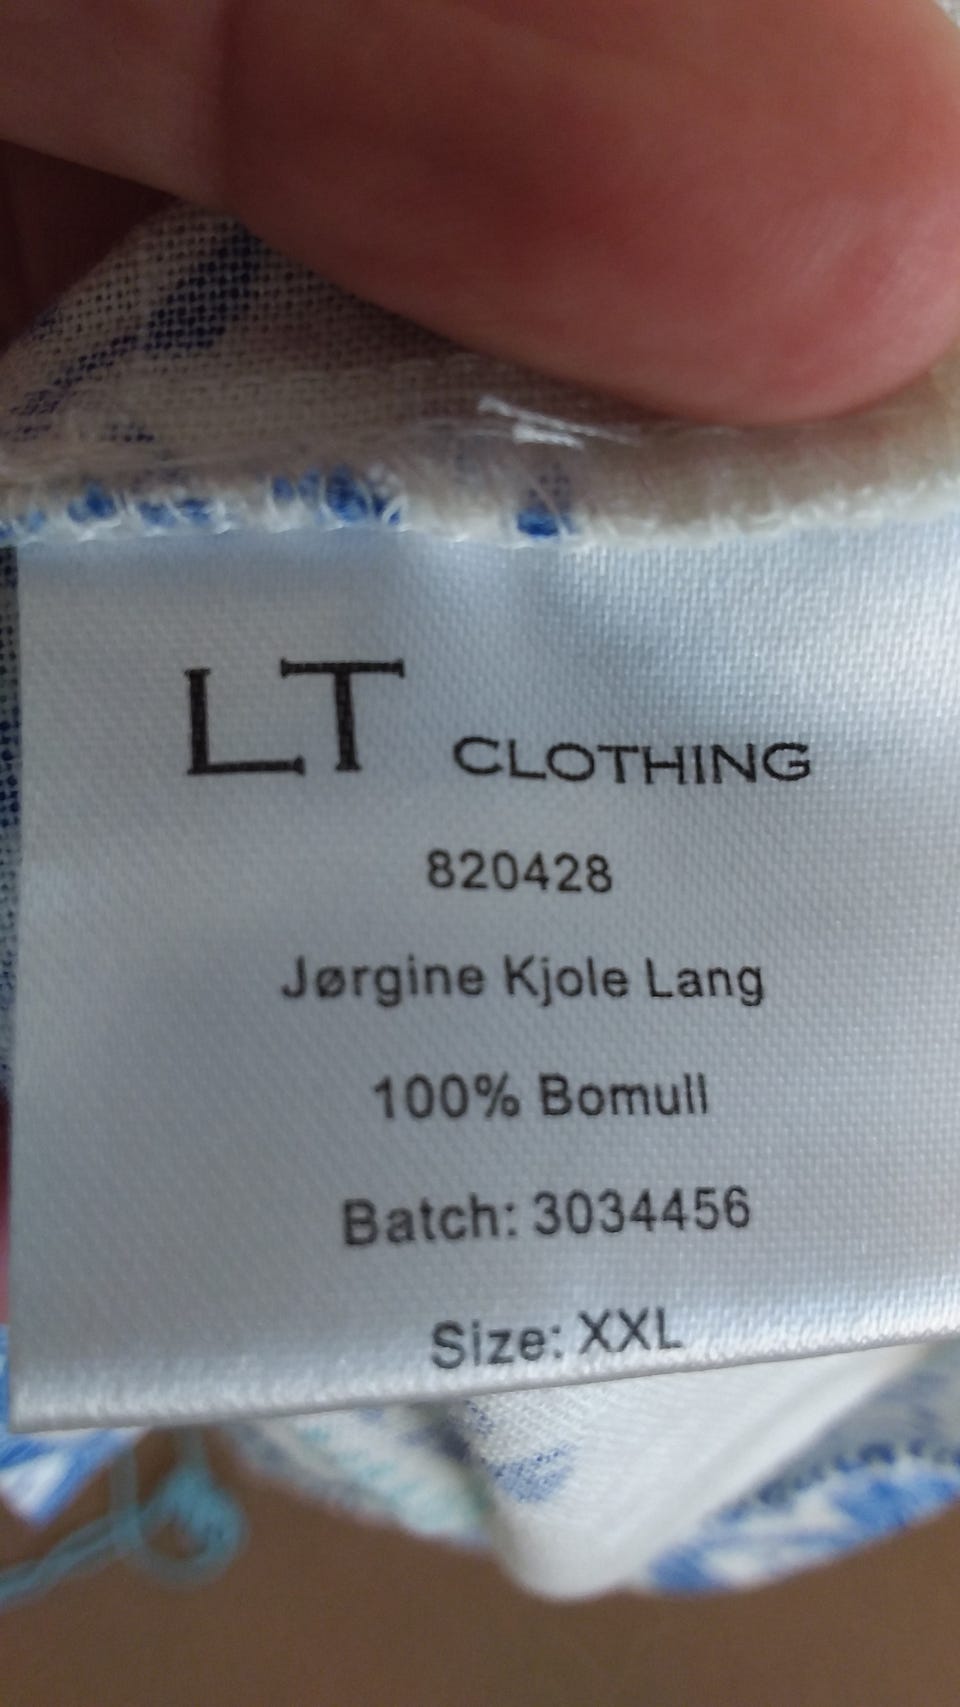 LT CLOTHING
820428
Jørgine Kjole Lang
100% Bomull
Batch: 3034456
Size: XXL